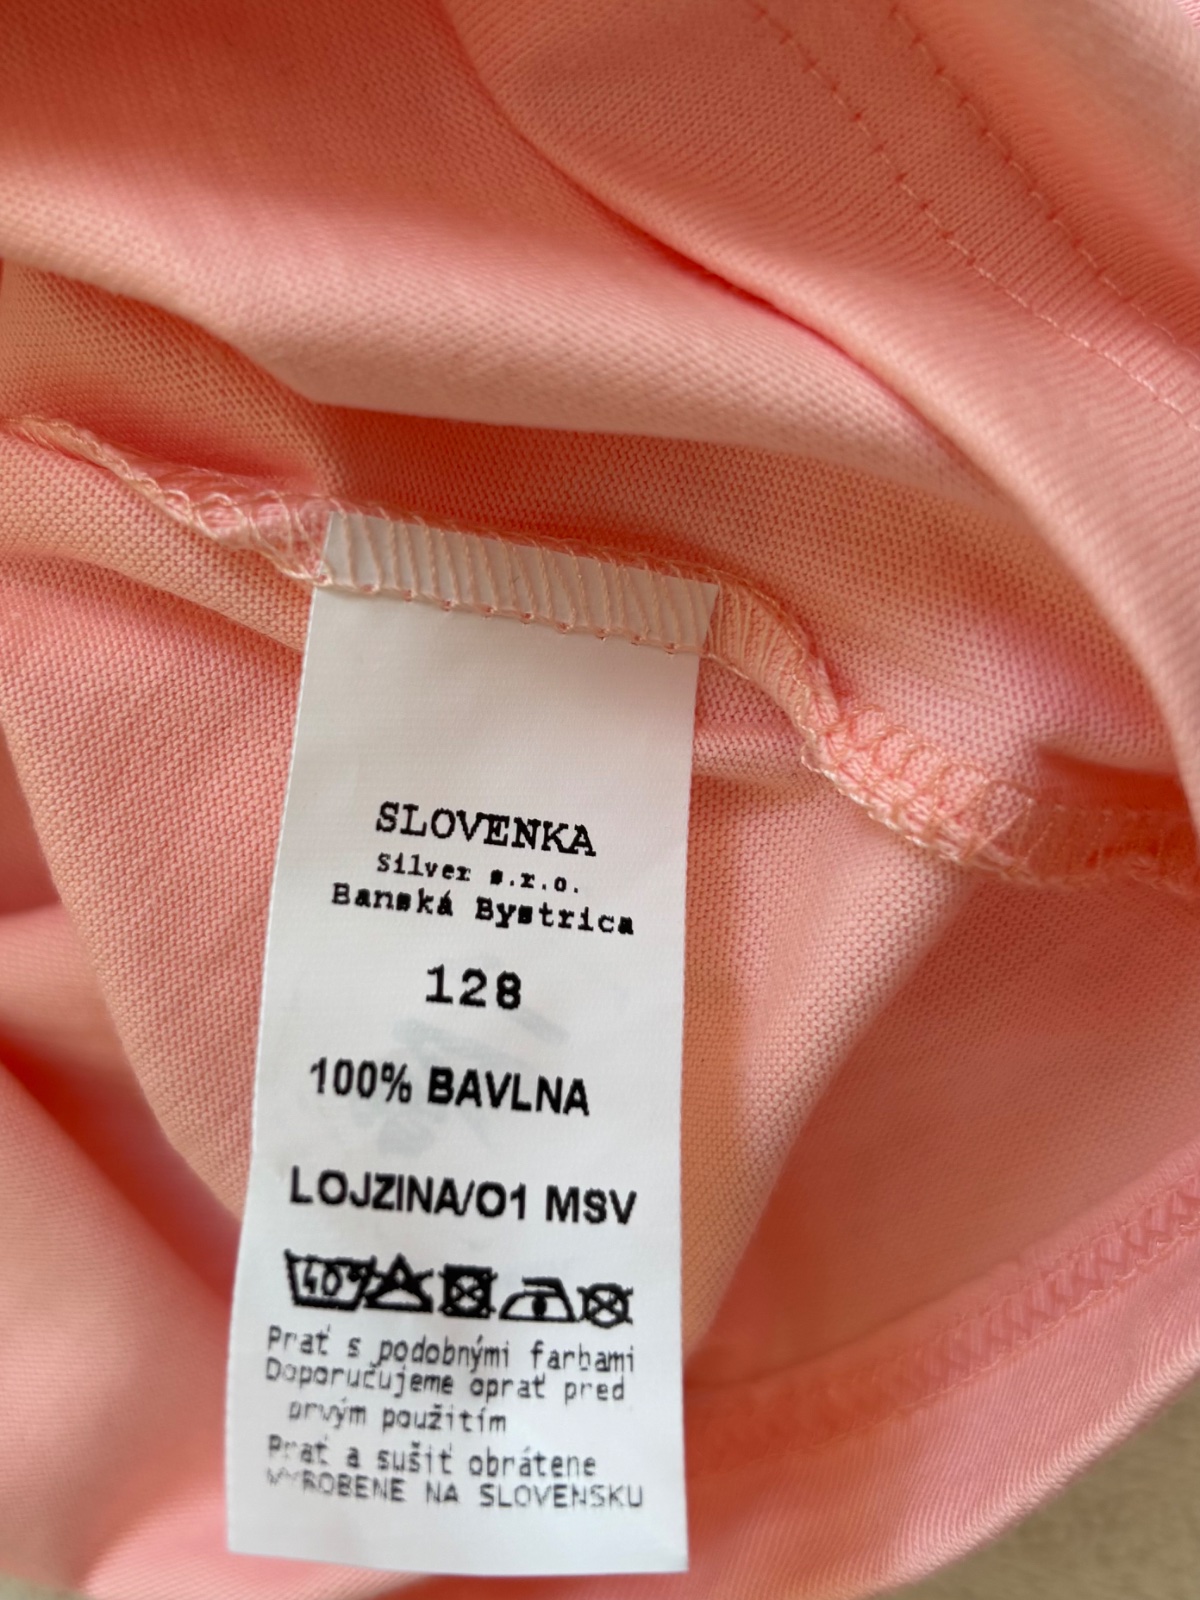 SLOVENKA
Silver s.r.o.
Banská Bystrica
128
100% BAVLNA
LOJZINA/01 MSV
40°
Prať s podobnými farbami
Doporučujeme oprať pred
prvým použitím
Prať a sušiť obrátene
VYROBENE NA SLOVENSKU